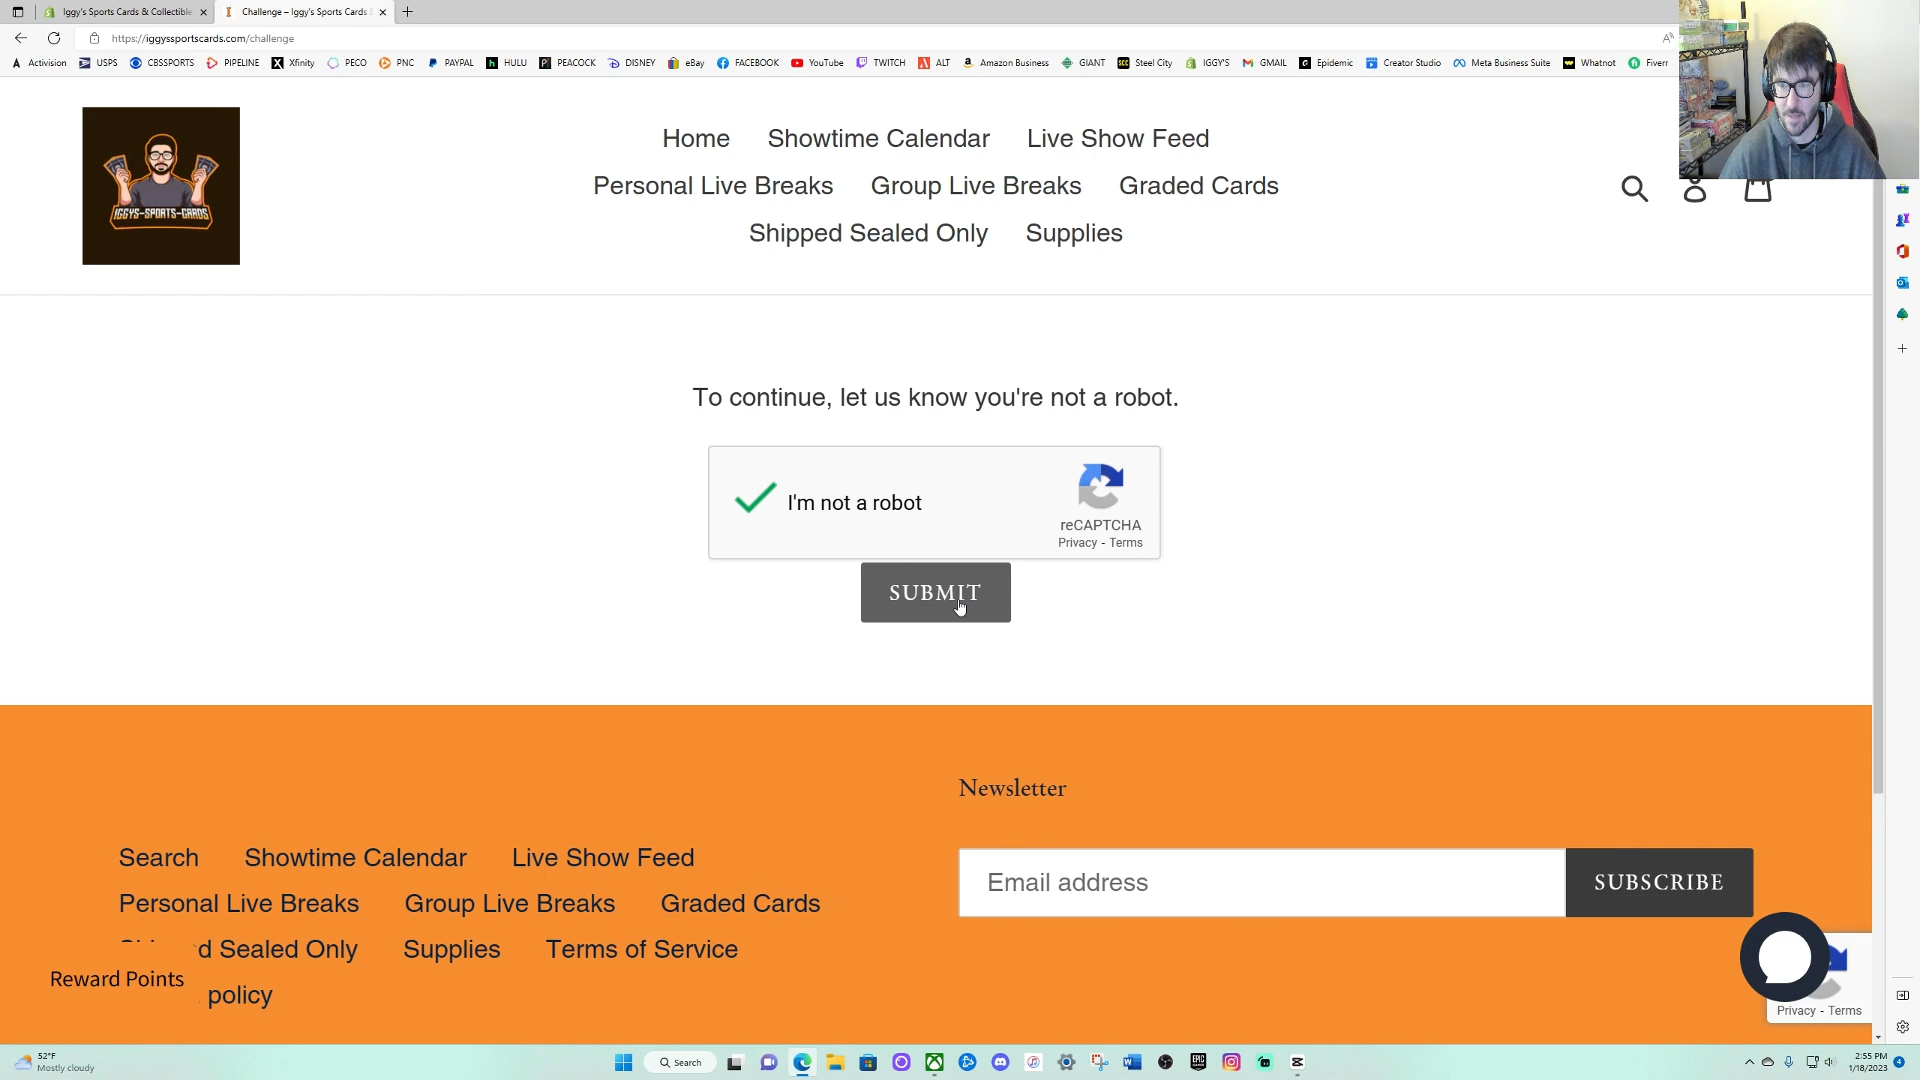 Iggy's Sports Cards & Collectible
Challenge – Iggy's Sports Cards
https://iggyssportscards.com/challenge
Activision USPS CBSSPORTS PIPELINE Xfinity PECO PNC PAYPAL HULU PEACOCK DISNEY eBay FACEBOOK YouTube TWITCH ALT Amazon Business GIANT Steel City IGGY'S GMAIL Epidemic Creator Studio Meta Business Suite Whatnot Fiverr
IGGYS-SPORTS-CARDS
Home Showtime Calendar Live Show Feed
Personal Live Breaks Group Live Breaks Graded Cards
Shipped Sealed Only Supplies
To continue, let us know you're not a robot.
I'm not a robot
reCAPTCHA
Privacy - Terms
SUBMIT
Newsletter
Search Showtime Calendar Live Show Feed
Email address SUBSCRIBE
Personal Live Breaks Group Live Breaks Graded Cards
d Sealed Only Supplies Terms of Service
Reward Points
policy
Privacy - Terms
52°F
Mostly cloudy
Search
2:55 PM
1/18/2023
4